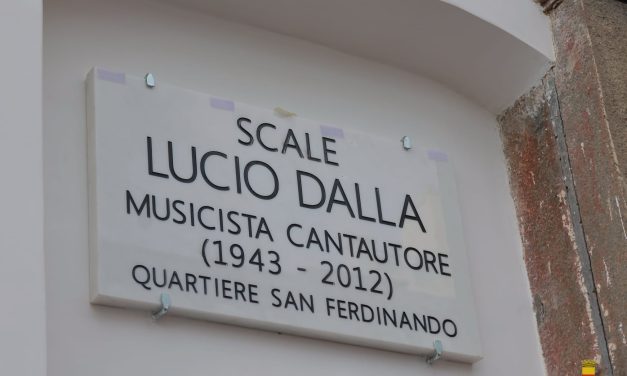 SCALE
LUCIO DALLA
MUSICISTA CANTAUTORE
(1943 - 2012)
QUARTIERE SAN FERDINANDO